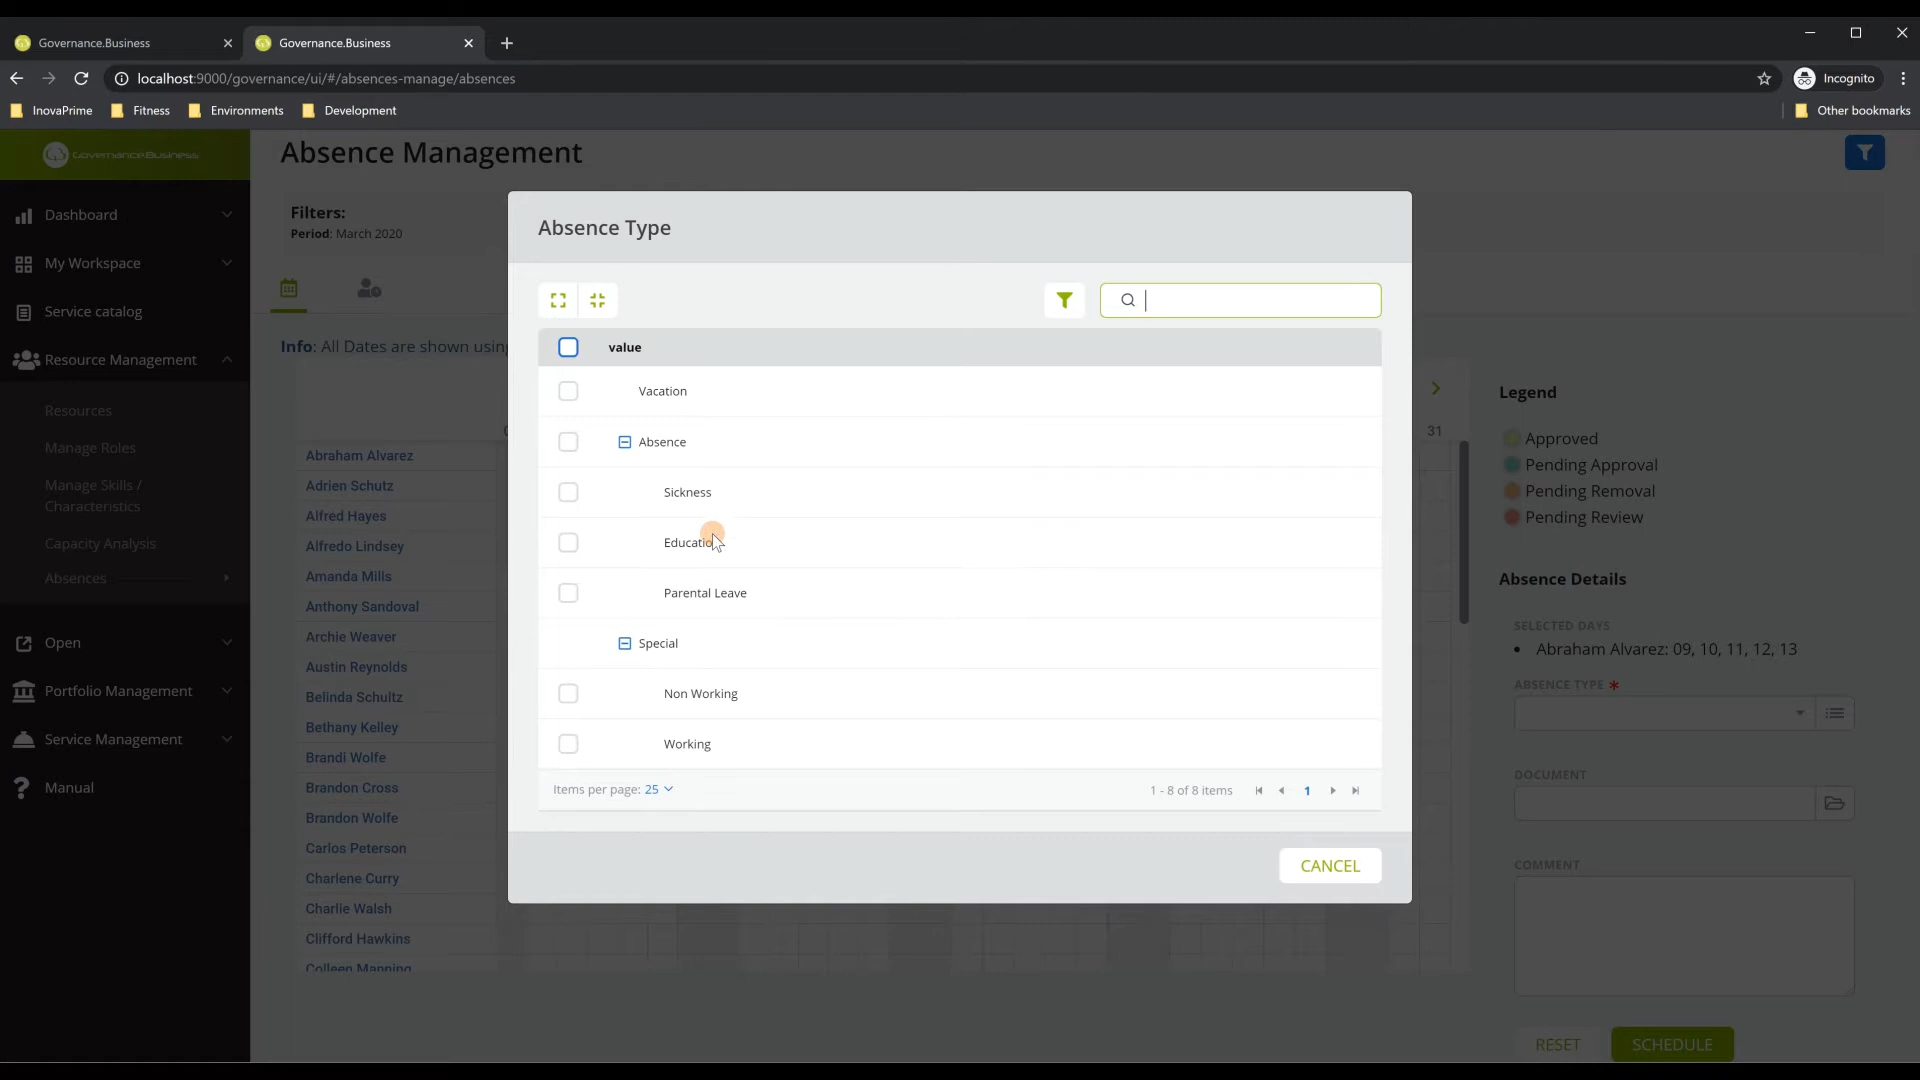 Governance.Business
Governance.Business
localhost:9000/governance/ui/#/absences-manage/absences
Incognito
InovaPrime
Fitness
Environments
Development
Other bookmarks
GOVERNANCE.BUSINESS
Dashboard
My Workspace
Service catalog
Resource Management
Resources
Manage Roles
Manage Skills /
Characteristics
Capacity Analysis
Absences
Open
Portfolio Management
Service Management
Manual
Absence Management
Filters:
Period: March 2020
Info: All Dates are shown using
Abraham Alvarez
Adrien Schutz
Alfred Hayes
Alfredo Lindsey
Amanda Mills
Anthony Sandoval
Archie Weaver
Austin Reynolds
Belinda Schultz
Bethany Kelley
Brandi Wolfe
Brandon Cross
Brandon Wolfe
Carlos Peterson
Charlene Curry
Charlie Walsh
Clifford Hawkins
Colleen Manning
Absence Type
value
Vacation
Absence
Sickness
Education
Parental Leave
Special
Non Working
Working
Items per page: 25
1 - 8 of 8 items
1
CANCEL
31
Legend
Approved
Pending Approval
Pending Removal
Pending Review
Absence Details
SELECTED DAYS
• Abraham Alvarez: 09, 10, 11, 12, 13
ABSENCE TYPE *
DOCUMENT
COMMENT
RESET
SCHEDULE